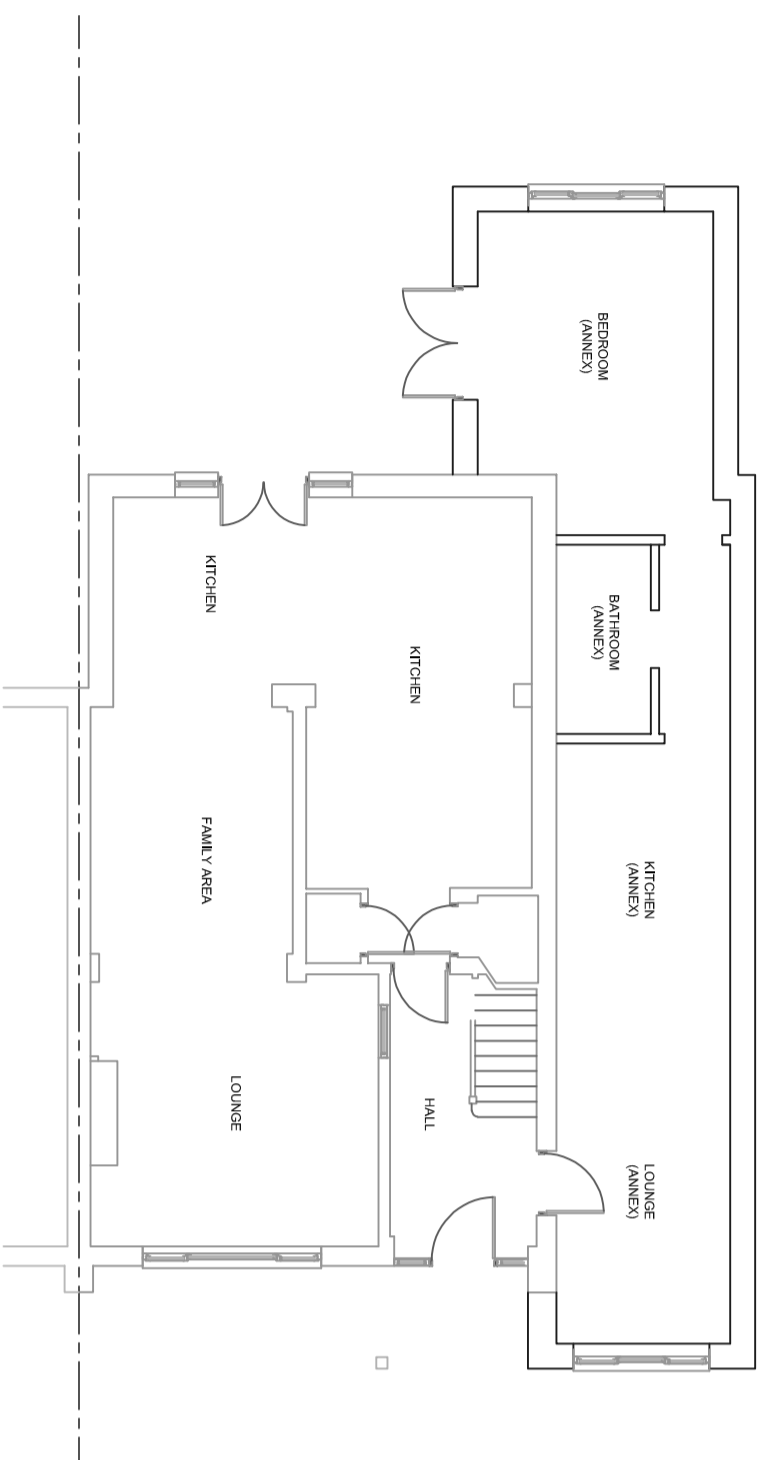 BEDROOM
(ANNEX)
BATHROOM
(ANNEX)
KITCHEN
(ANNEX)
LOUNGE
(ANNEX)
KITCHEN
KITCHEN
FAMILY AREA
LOUNGE
HALL